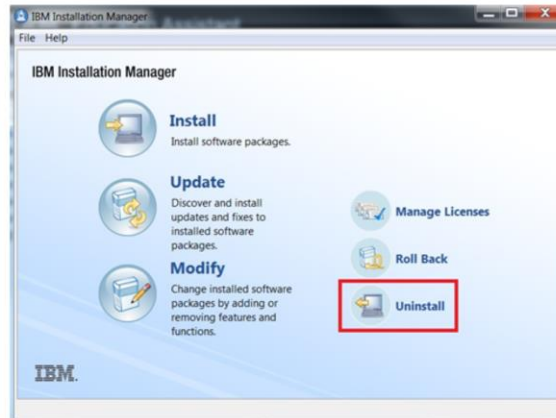 IBM Installation Manager
File Help
IBM Installation Manager
Install
Install software packages.
Update
Discover and install
updates and fixes to
installed software
packages.
Modify
Change installed software
packages by adding or
removing features and
functions.
Manage Licenses
Roll Back
Uninstall
IBM.